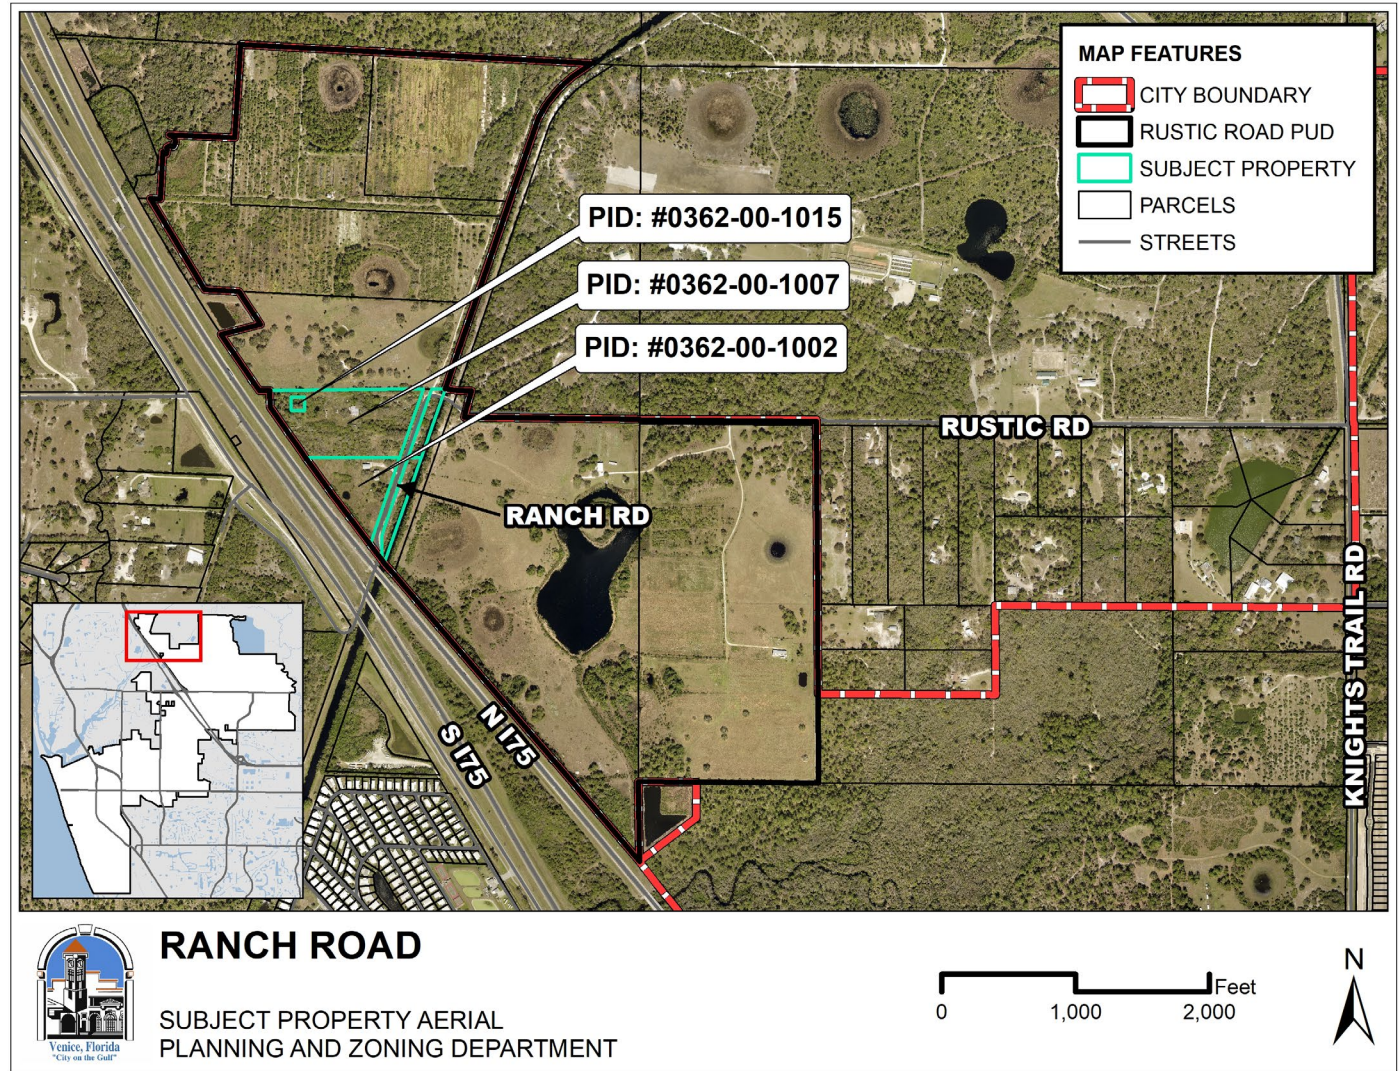 MAP FEATURES
CITY BOUNDARY
RUSTIC ROAD PUD
SUBJECT PROPERTY
PARCELS
STREETS
PID: #0362-00-1015
PID: #0362-00-1007
PID: #0362-00-1002
RUSTIC RD
RANCH RD
KNIGHTS TRAIL RD
N I75
S I75
RANCH ROAD
SUBJECT PROPERTY AERIAL
PLANNING AND ZONING DEPARTMENT
Venice, Florida
"City on the Gulf"
Feet
0 1,000 2,000
N